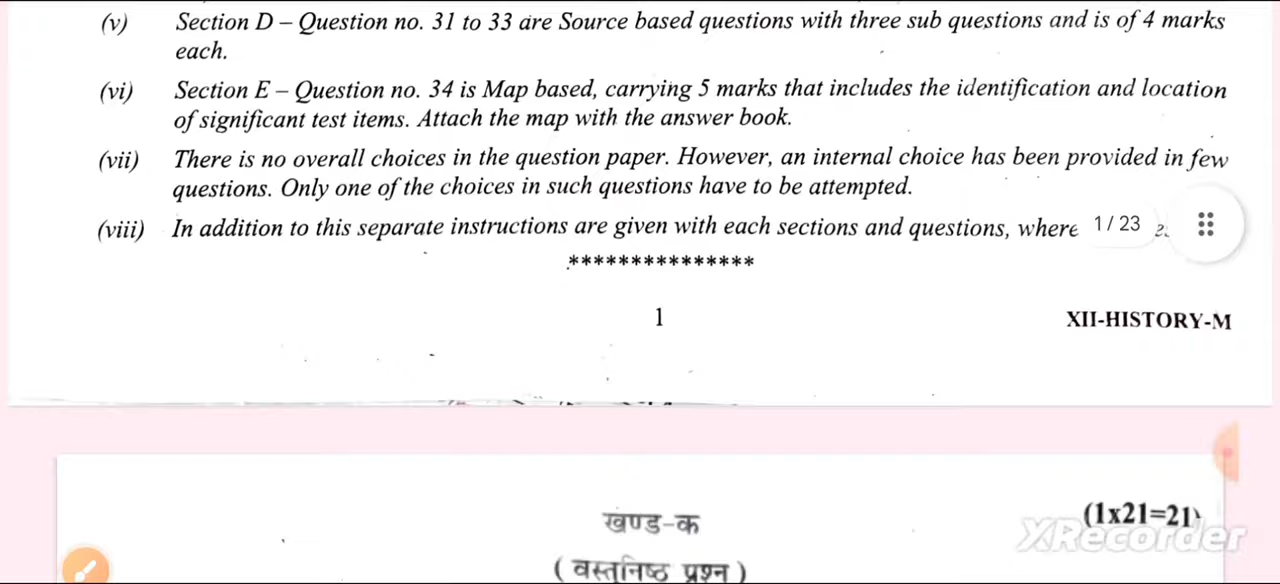 (v) Section D – Question no. 31 to 33 are Source based questions with three sub questions and is of 4 marks
each.
(vi) Section E – Question no. 34 is Map based, carrying 5 marks that includes the identification and location
of significant test items. Attach the map with the answer book.
(vii) There is no overall choices in the question paper. However, an internal choice has been provided in few
questions. Only one of the choices in such questions have to be attempted.
(viii) In addition to this separate instructions are given with each sections and questions, where
1 / 23
***************
1
XII-HISTORY-M
खण्ड-क
(1x21=21)
XRecorder
( वस्तुनिष्ठ प्रश्न )